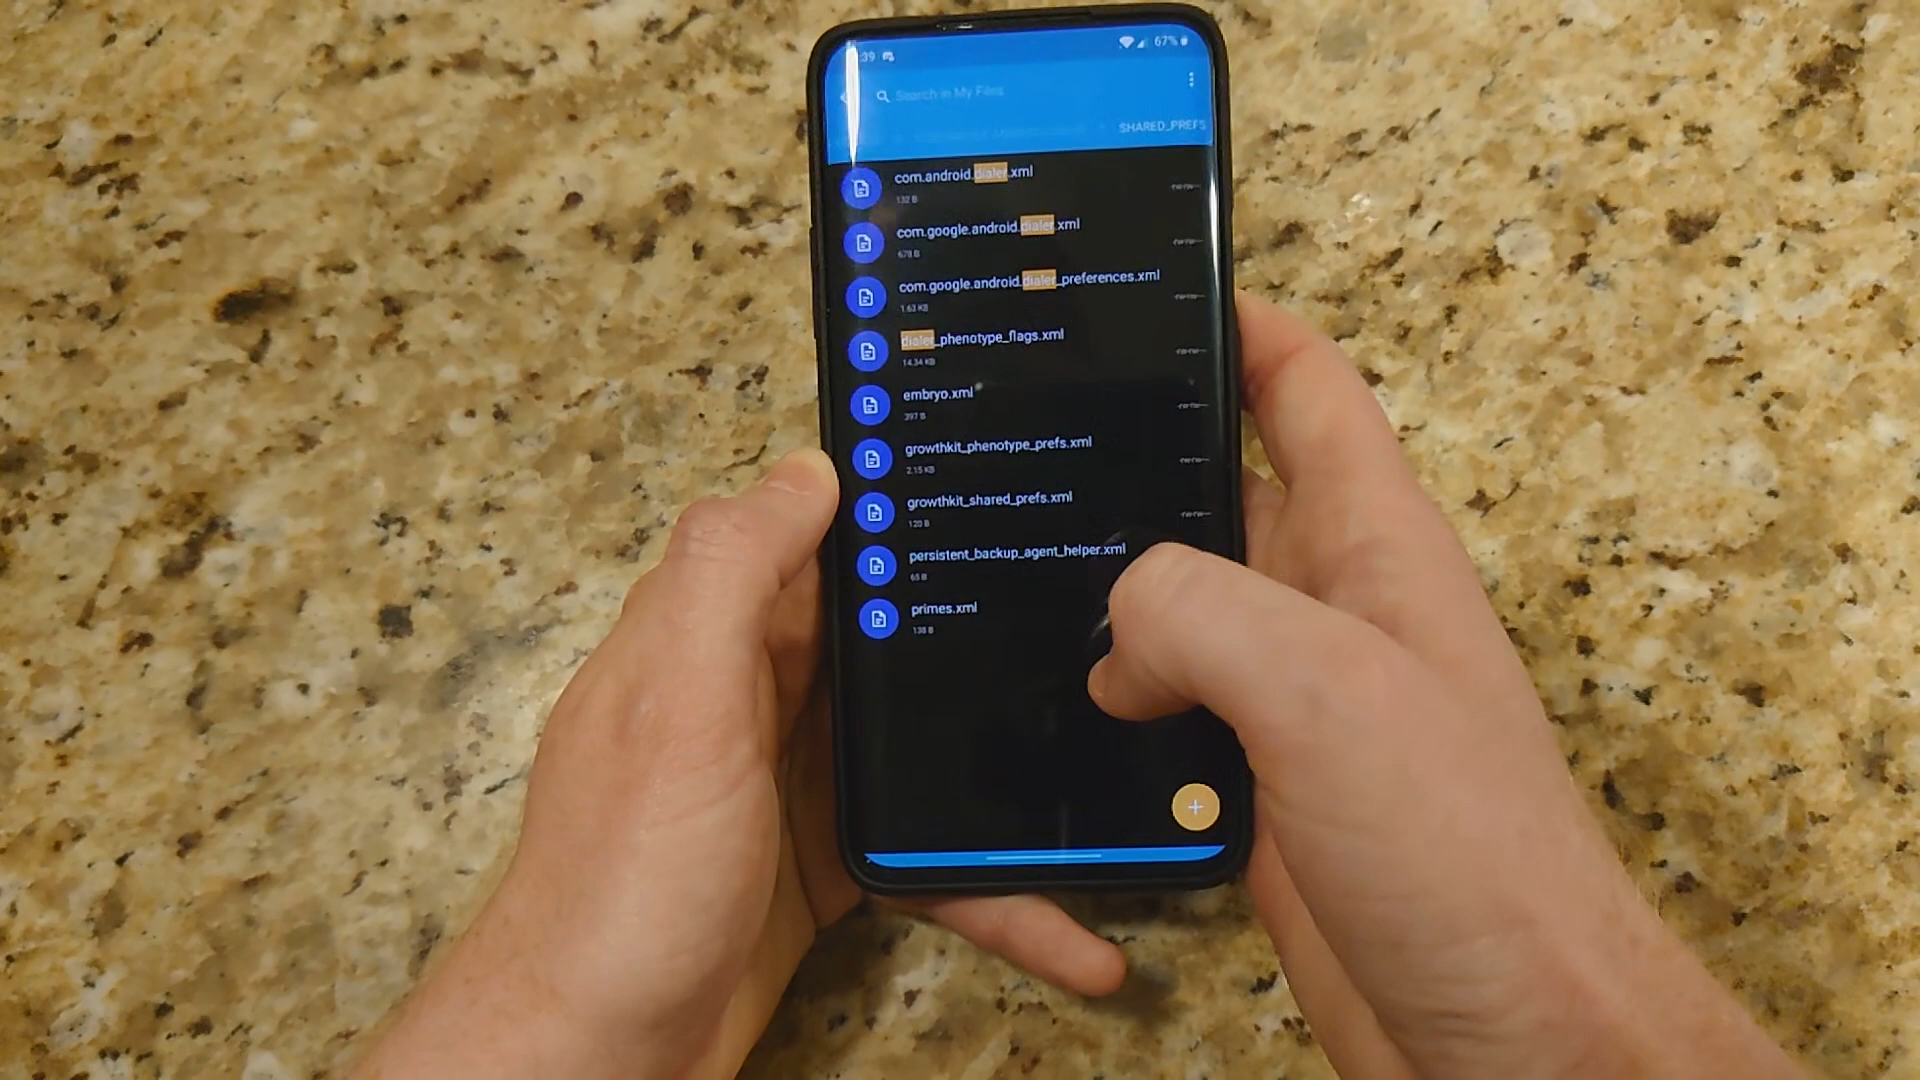 :39 67%
Search in My Files
SHARED_PREFS
com.android.dialer.xml
132 B
com.google.android.dialer.xml
678 B
com.google.android.dialer_preferences.xml
1.63 KB
dialer_phenotype_flags.xml
14.34 KB
embryo.xml
397 B
growthkit_phenotype_prefs.xml
2.15 KB
growthkit_shared_prefs.xml
120 B
persistent_backup_agent_helper.xml
65 B
primes.xml
138 B